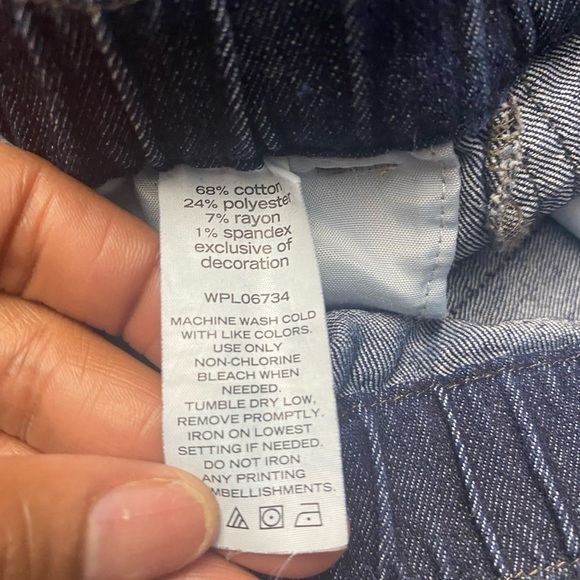 68% cotton
24% polyester
7% rayon
1% spandex
exclusive of
decoration
WPL06734
MACHINE WASH COLD
WITH LIKE COLORS.
USE ONLY
NON-CHLORINE
BLEACH WHEN
NEEDED.
TUMBLE DRY LOW,
REMOVE PROMPTLY.
IRON ON LOWEST
SETTING IF NEEDED.
DO NOT IRON
ANY PRINTING
MBELLISHMENTS.